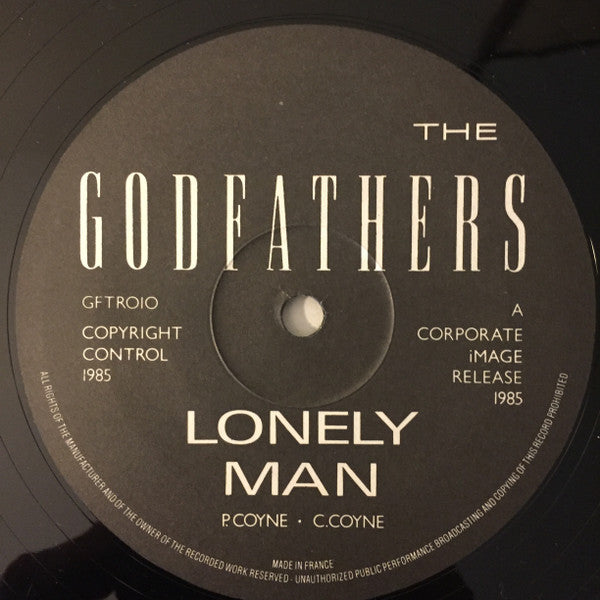 THE
GODFATHERS
GFTR010
COPYRIGHT
CONTROL
1985
A
CORPORATE
iMAGE
RELEASE
1985
LONELY
MAN
P.COYNE · C.COYNE
MADE IN FRANCE
ALL RIGHTS OF THE MANUFACTURER AND OF THE OWNER OF THE RECORDED WORK RESERVED - UNAUTHORIZED PUBLIC PERFORMANCE BROADCASTING AND COPYING OF THIS RECORD PROHIBITED